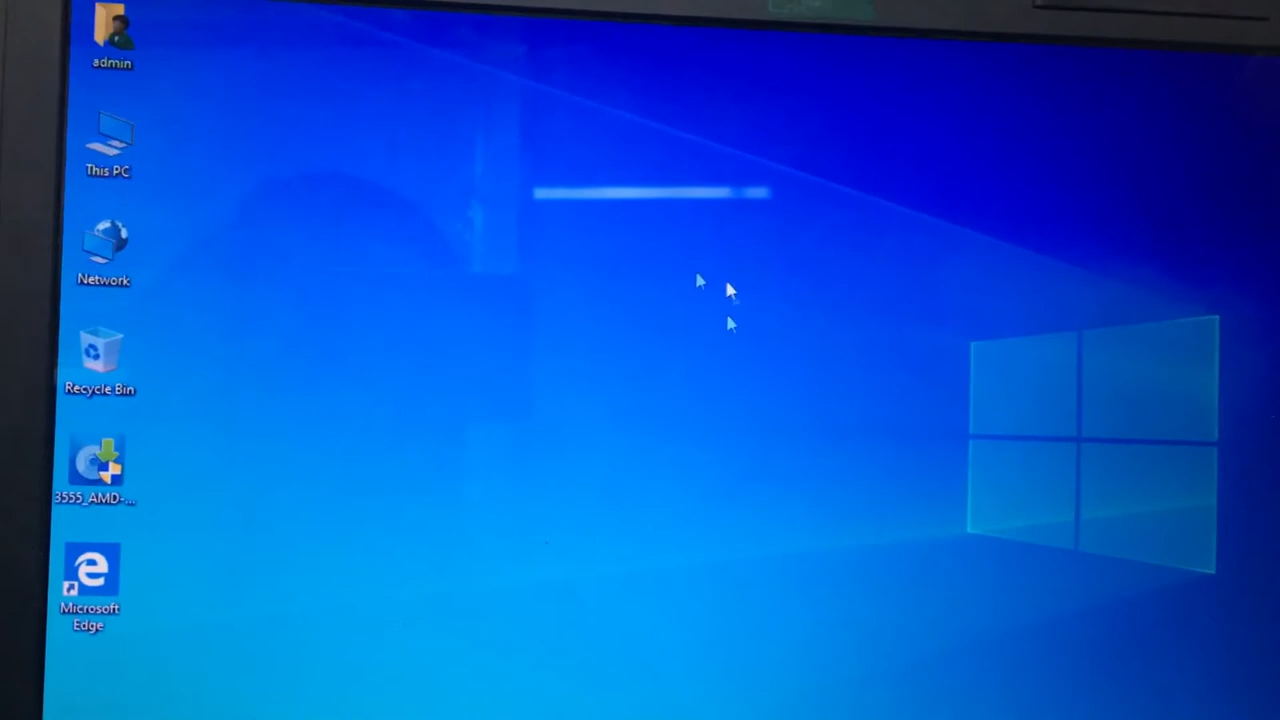 admin
This PC
Network
Recycle Bin
3555_AMD-...
Microsoft
Edge